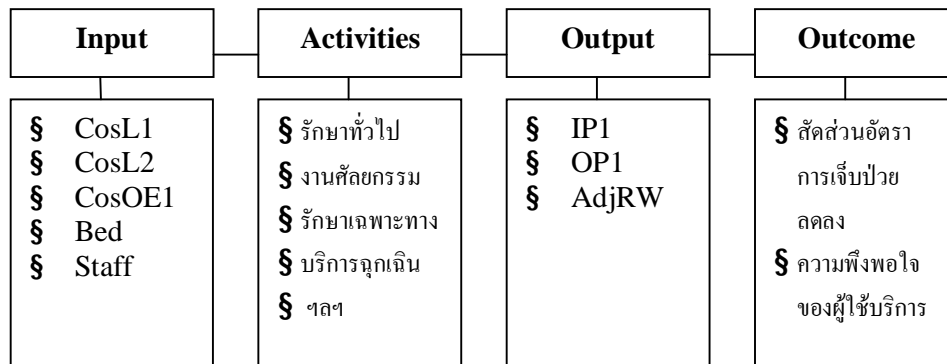 Input
§ CosL1
§ CosL2
§ CosOE1
§ Bed
§ Staff
Activities
§ รักษาทั่วไป
§ งานศัลยกรรม
§ รักษาเฉพาะทาง
§ บริการฉุกเฉิน
§ ฯลฯ
Output
§ IP1
§ OP1
§ AdjRW
Outcome
§ สัดส่วนอัตรา
การเจ็บป่วย
ลดลง
§ ความพึงพอใจ
ของผู้ใช้บริการ